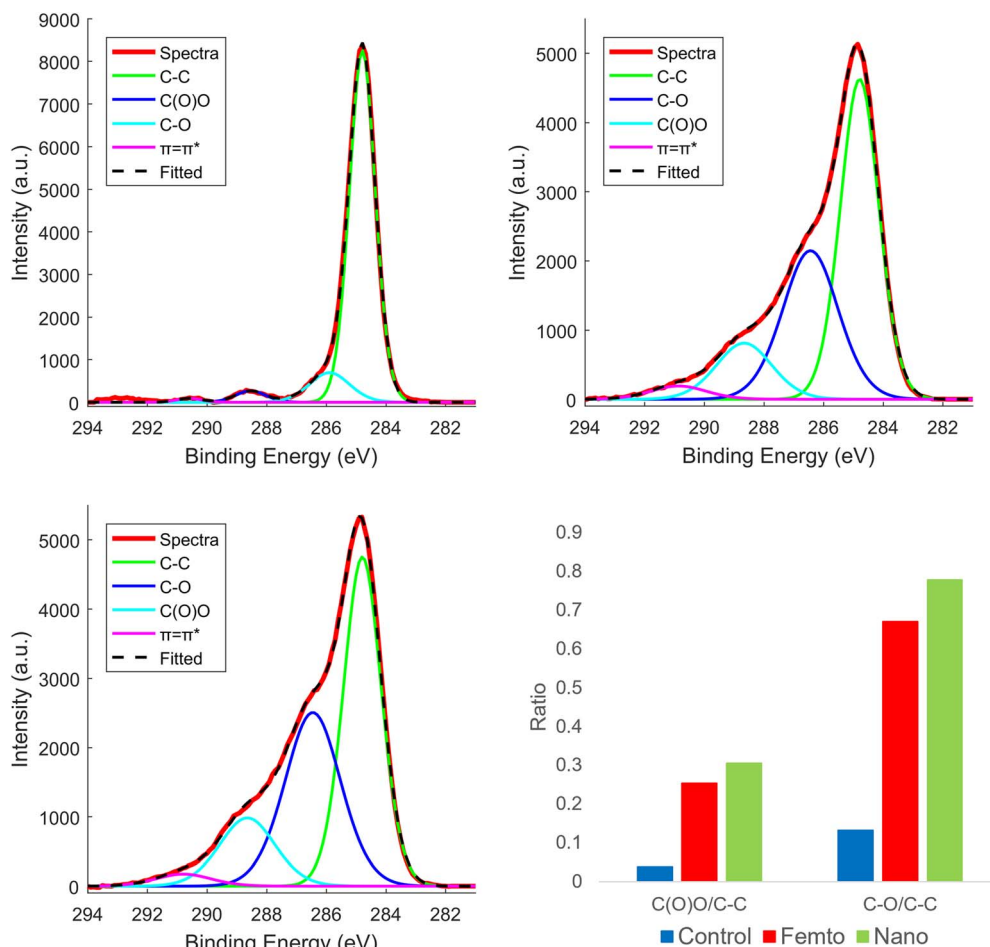 9000
8000
7000
6000
5000
4000
3000
2000
1000
0
Intensity (a.u.)
Spectra
C-C
C(O)O
C-O
π=π*
Fitted
294 292 290 288 286 284 282
Binding Energy (eV)
5000
4000
3000
2000
1000
0
Intensity (a.u.)
Spectra
C-C
C-O
C(O)O
π=π*
Fitted
294 292 290 288 286 284 282
Binding Energy (eV)
5000
4000
3000
2000
1000
0
Intensity (a.u.)
Spectra
C-C
C-O
C(O)O
π=π*
Fitted
294 292 290 288 286 284 282
Binding Energy (eV)
0.9
0.8
0.7
0.6
0.5
0.4
0.3
0.2
0.1
0
Ratio
C(O)O/C-C C-O/C-C
Control Femto Nano